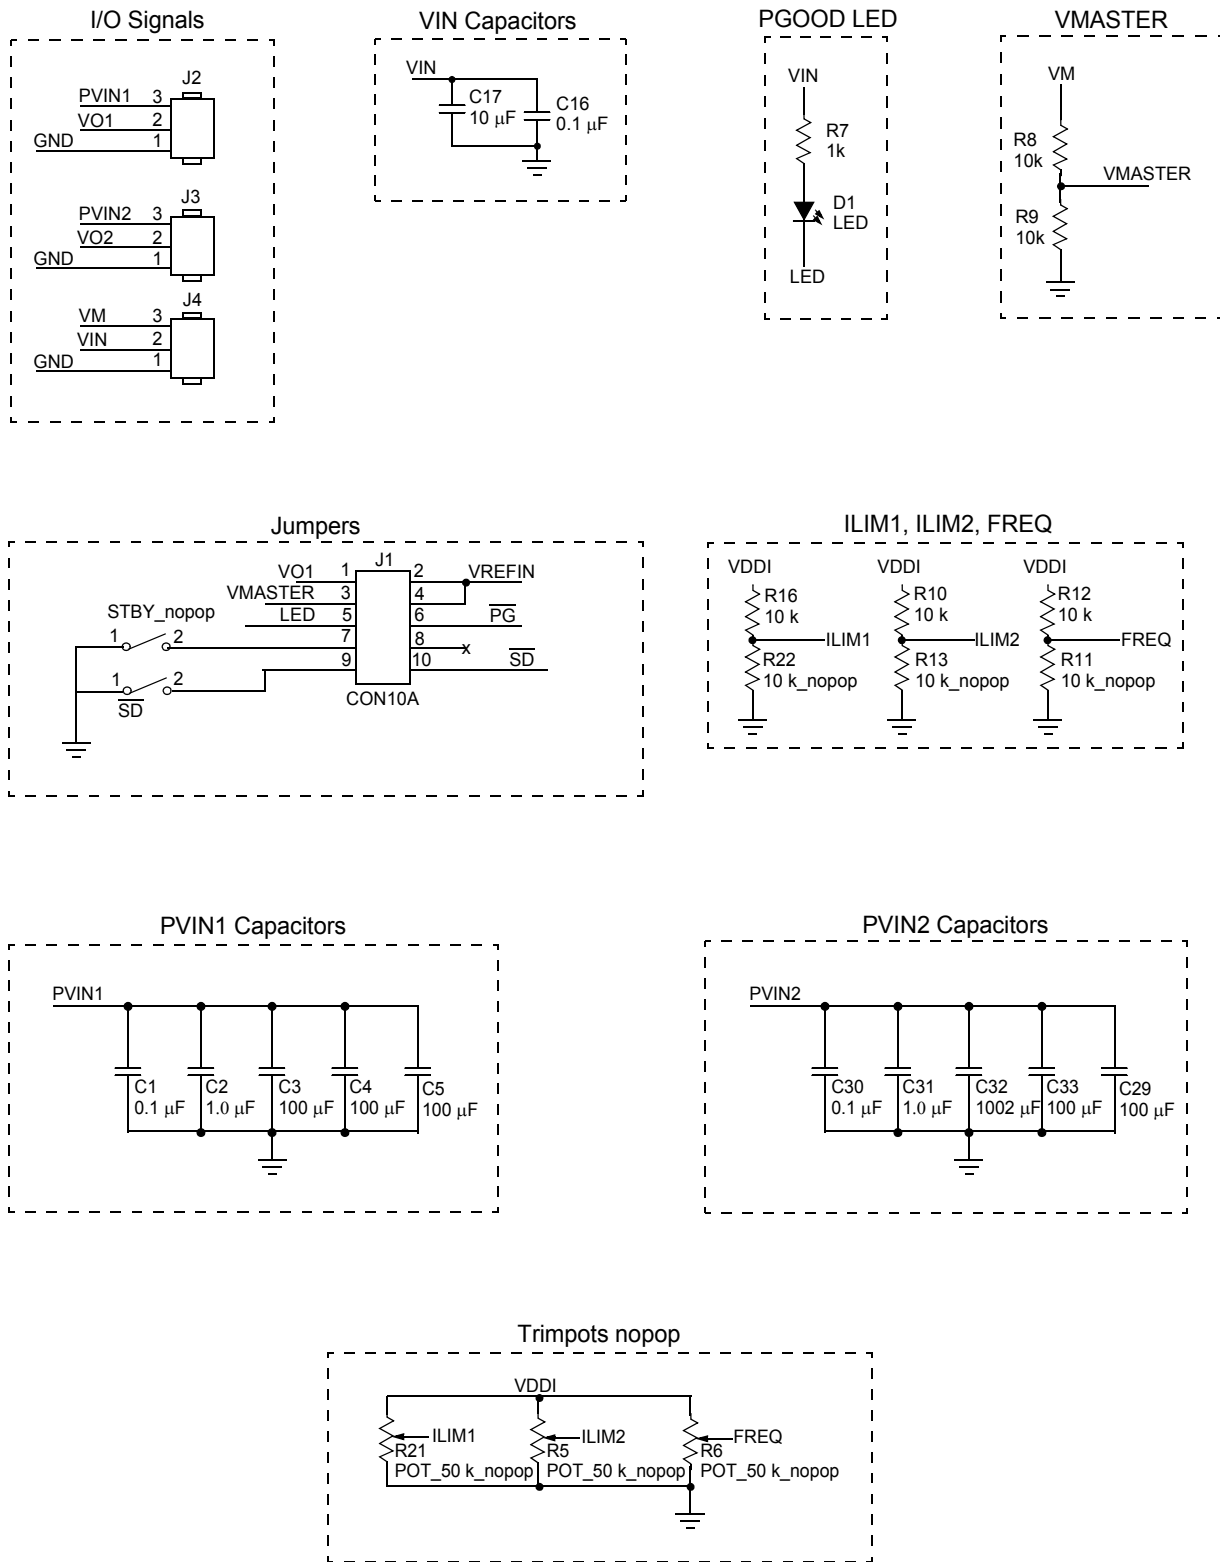 I/O Signals
J2
PVIN1 3
VO1 2
GND 1
J3
PVIN2 3
VO2 2
GND 1
J4
VM 3
VIN 2
GND 1
VIN Capacitors
VIN
C17
10 μF
C16
0.1 μF
PGOOD LED
VIN
R7
1k
D1
LED
LED
VMASTER
VM
R8
10k
VMASTER
R9
10k
Jumpers
J1
VO1 1 2 VREFIN
VMASTER 3 4
STBY_nopop
LED 5 6 PG
1 2 7 8 x
9 10 SD
1 2
SD
CON10A
ILIM1, ILIM2, FREQ
VDDI VDDI VDDI
R16 R10 R12
10 k 10 k 10 k
ILIM1 ILIM2 FREQ
R22 R13 R11
10 k_nopop 10 k_nopop 10 k_nopop
PVIN1 Capacitors
PVIN1
C1 C2 C3 C4 C5
0.1 μF 1.0 μF 100 μF 100 μF 100 μF
PVIN2 Capacitors
PVIN2
C30 C31 C32 C33 C29
0.1 μF 1.0 μF 1002 μF 100 μF 100 μF
Trimpots nopop
VDDI
ILIM1 ILIM2 FREQ
R21 R5 R6
POT_50 k_nopop POT_50 k_nopop POT_50 k_nopop